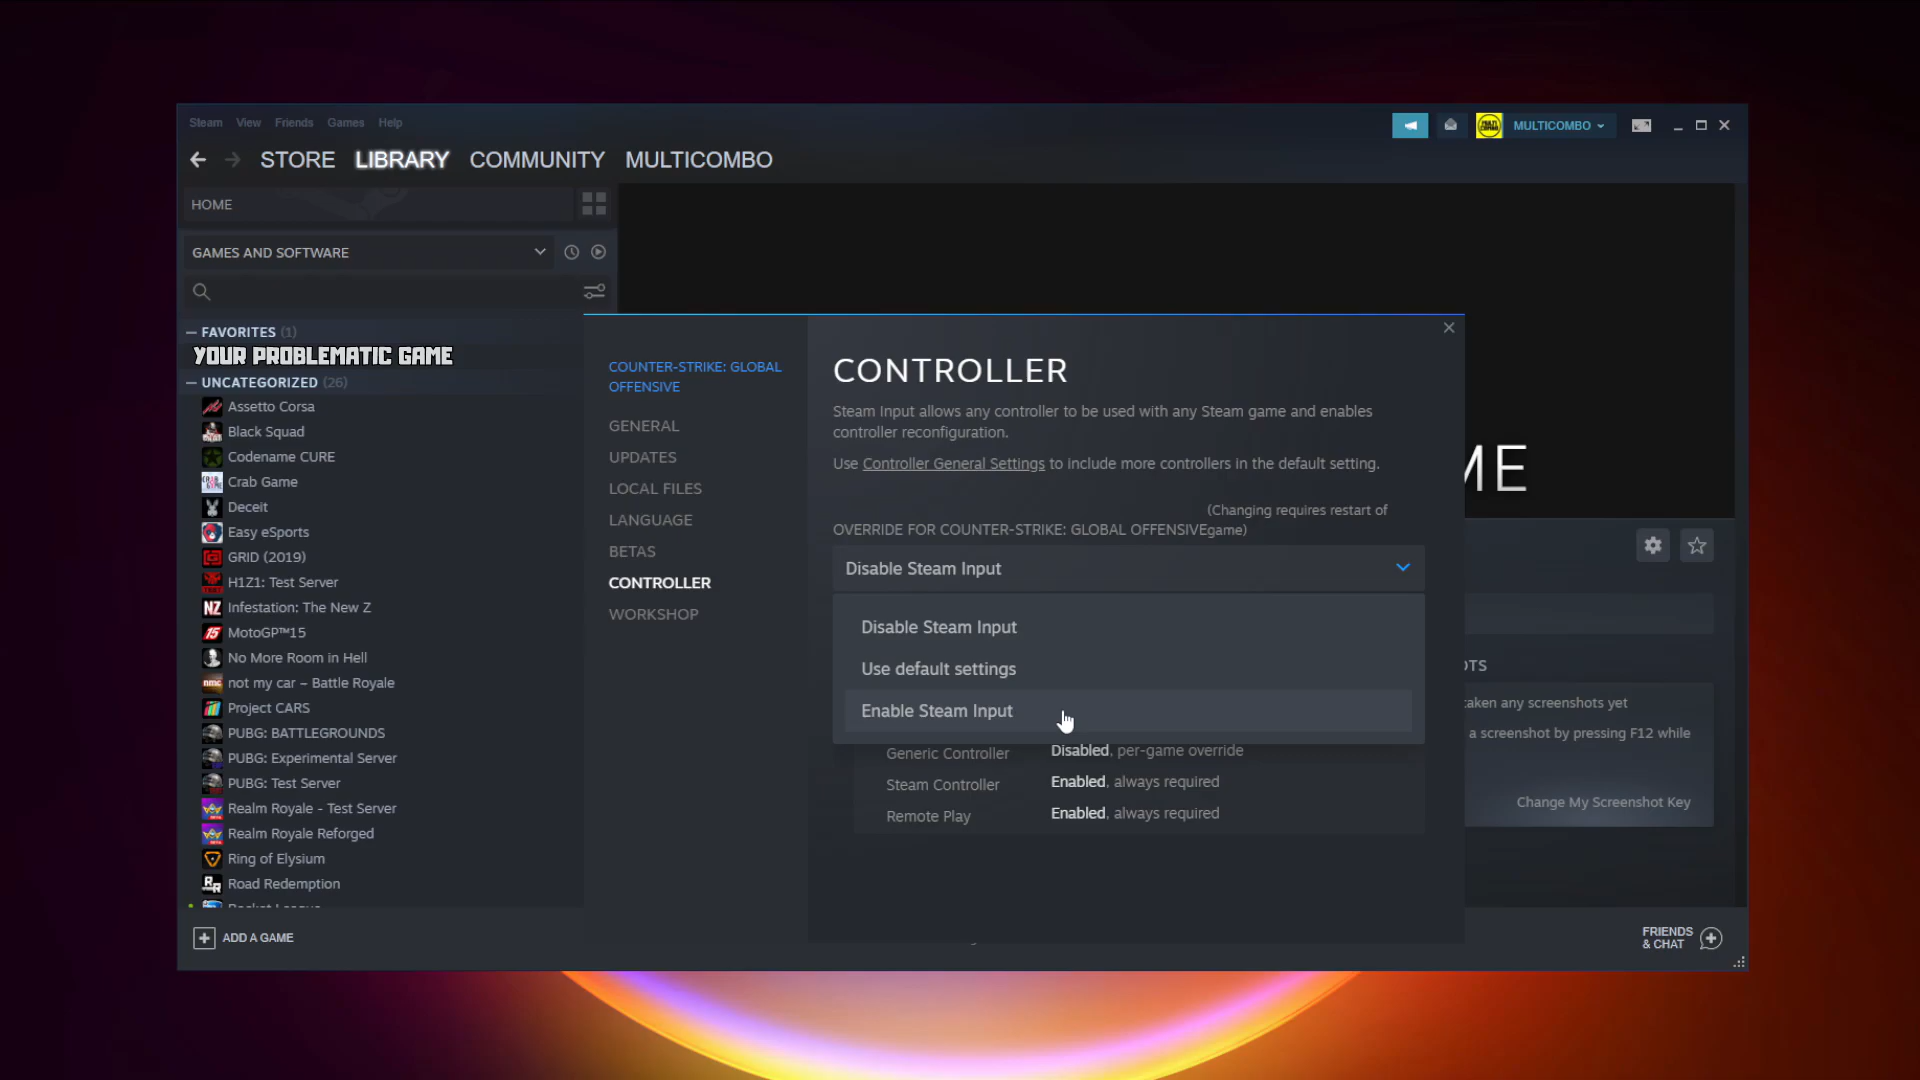 Steam View Friends Games Help
MULTICOMBO
STORE LIBRARY COMMUNITY MULTICOMBO
HOME
GAMES AND SOFTWARE
— FAVORITES (1)
YOUR PROBLEMATIC GAME
— UNCATEGORIZED (26)
Assetto Corsa
Black Squad
Codename CURE
Crab Game
Deceit
Easy eSports
GRID (2019)
H1Z1: Test Server
Infestation: The New Z
MotoGP™15
No More Room in Hell
not my car – Battle Royale
Project CARS
PUBG: BATTLEGROUNDS
PUBG: Experimental Server
PUBG: Test Server
Realm Royale - Test Server
Realm Royale Reforged
Ring of Elysium
Road Redemption
ADD A GAME
COUNTER-STRIKE: GLOBAL
OFFENSIVE
GENERAL
UPDATES
LOCAL FILES
LANGUAGE
BETAS
CONTROLLER
WORKSHOP
CONTROLLER
Steam Input allows any controller to be used with any Steam game and enables
controller reconfiguration.
Use Controller General Settings to include more controllers in the default setting.
(Changing requires restart of
OVERRIDE FOR COUNTER-STRIKE: GLOBAL OFFENSIVEgame)
Disable Steam Input
Disable Steam Input
Use default settings
Enable Steam Input
Generic Controller Disabled, per-game override
Steam Controller Enabled, always required
Remote Play Enabled, always required
ME
OTS
taken any screenshots yet
a screenshot by pressing F12 while
Change My Screenshot Key
FRIENDS
& CHAT